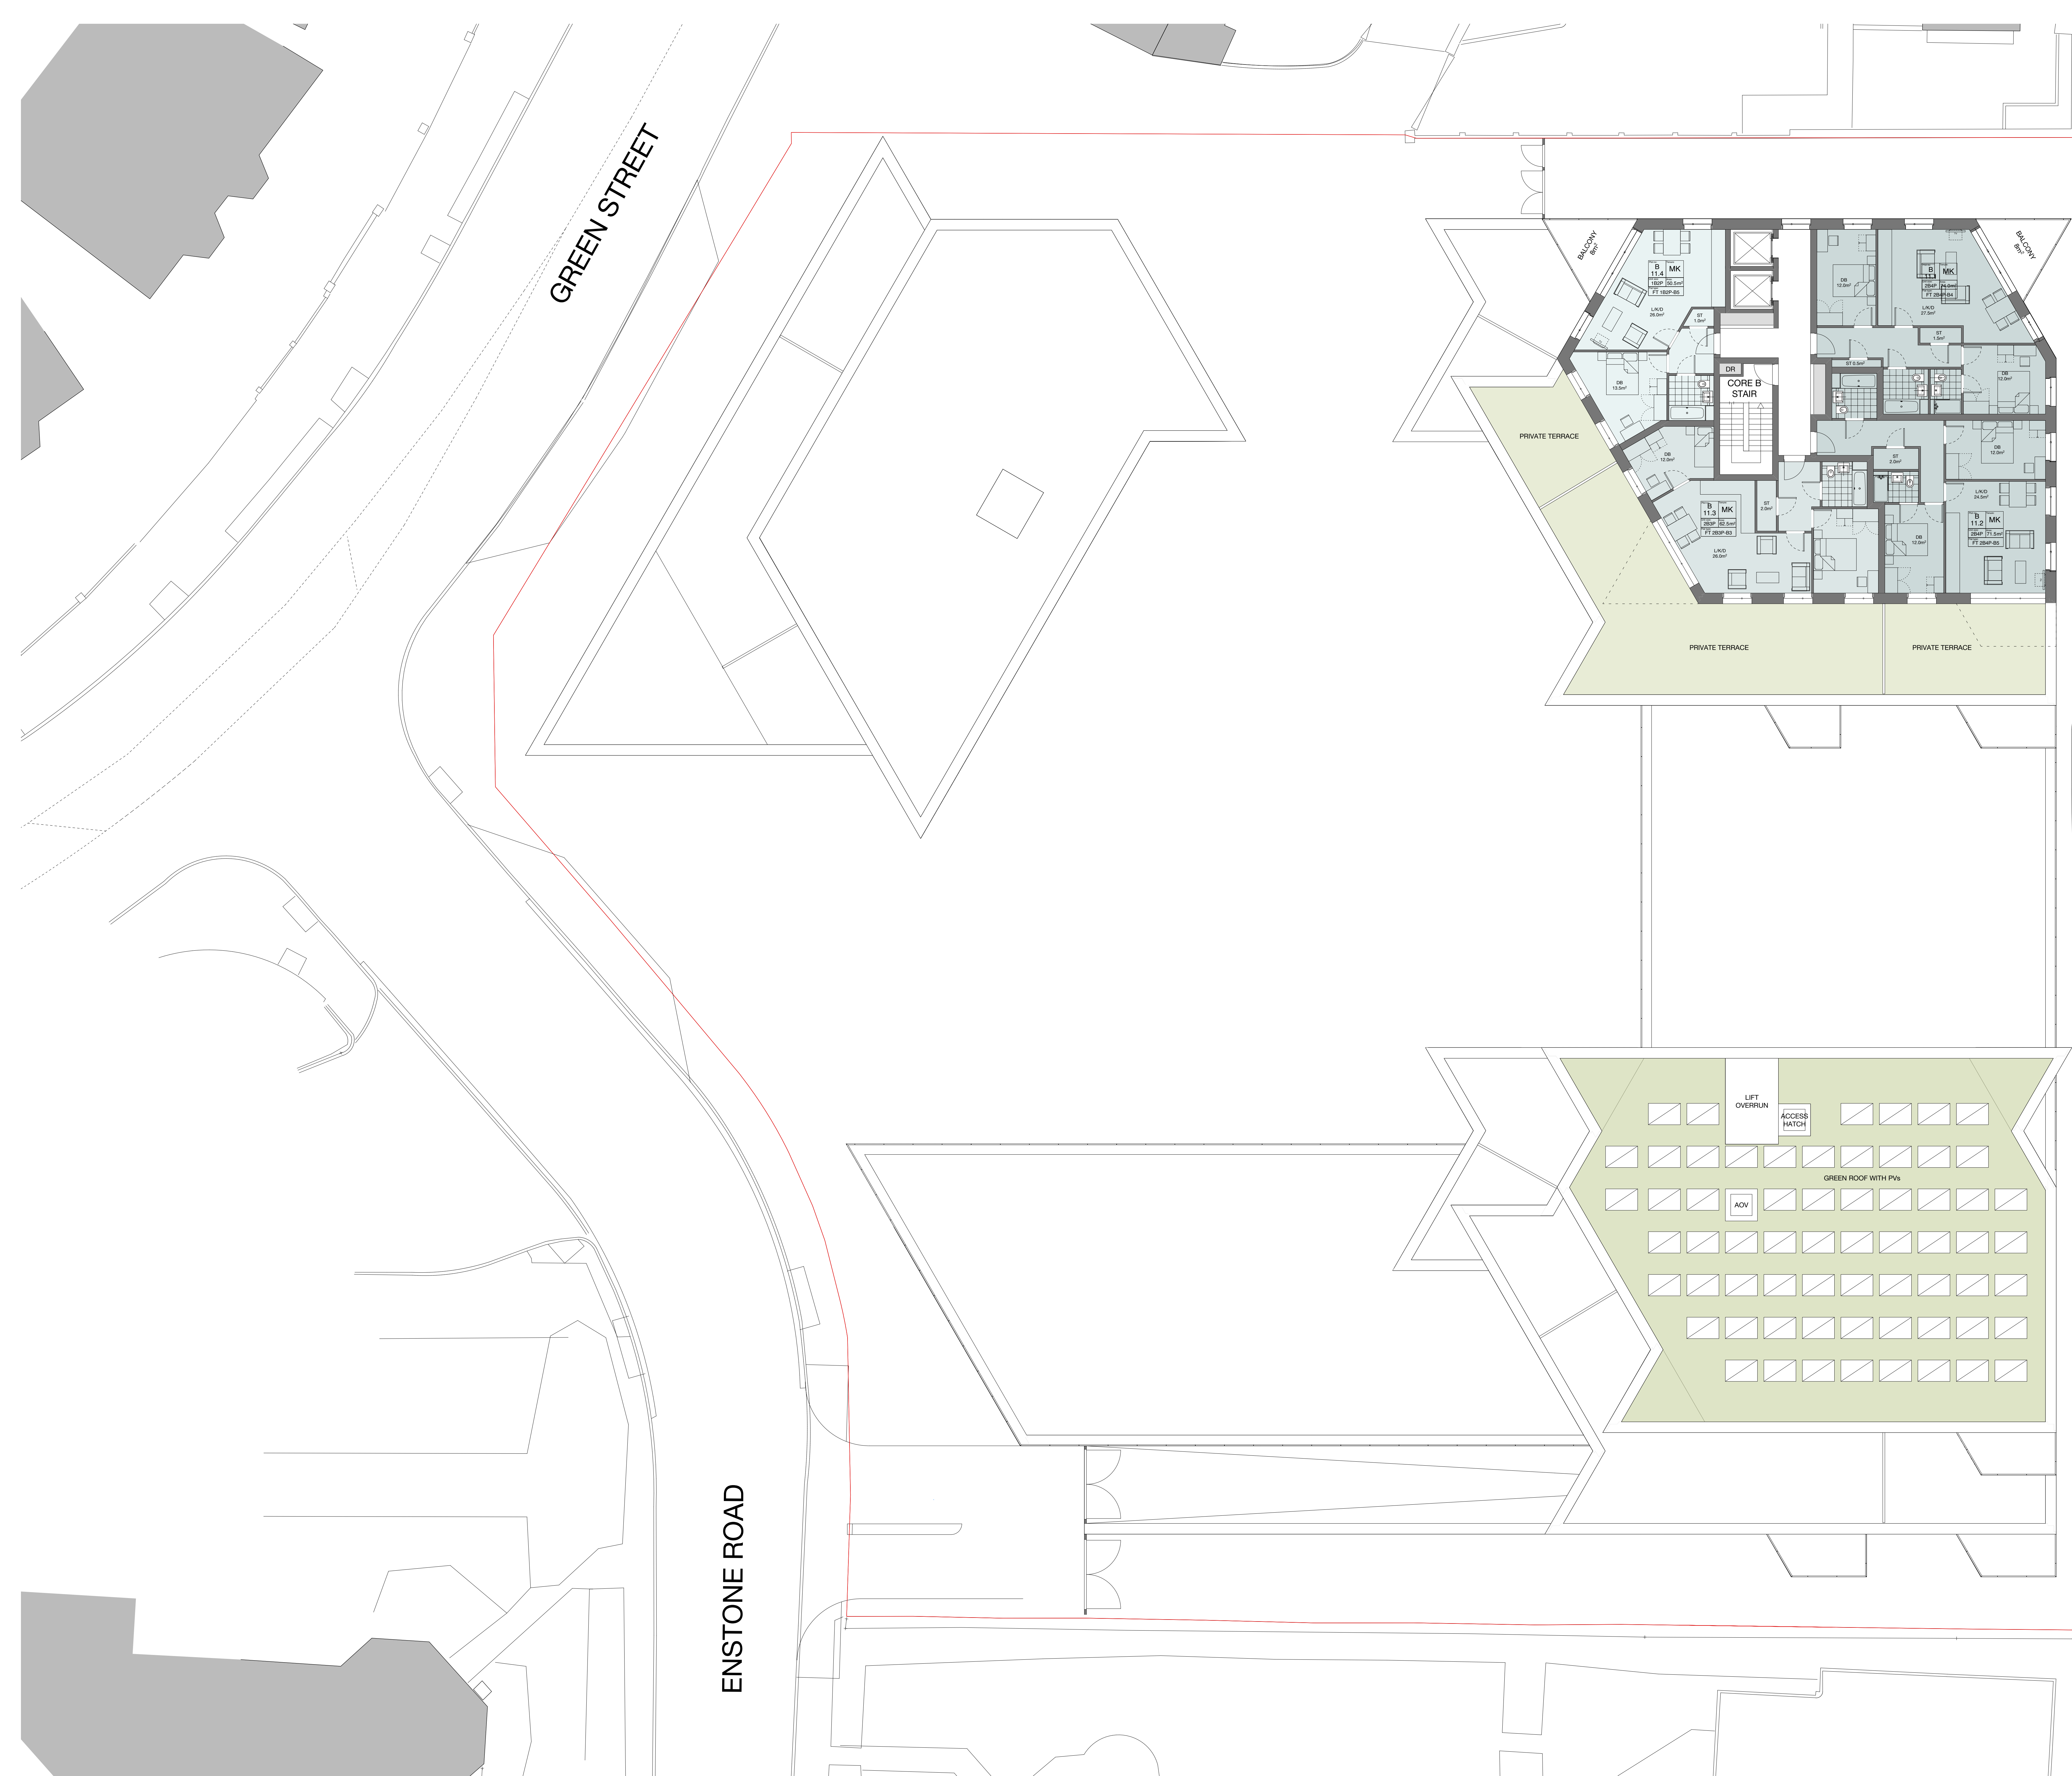 GREEN STREET
BALCONY
8m²
BALCONY
8m²
B
11.4
MK
1B2P
50.5m²
FT 1B2P-B5
L/K/D
26.0m²
ST
1.0m²
DB
12.0m²
B
11.1
MK
2B4P
FT 2B4P-B4
L/K/D
27.5m²
ST
1.5m²
ST 0.5m²
DB
12.0m²
DB
13.5m²
DR
CORE B
STAIR
PRIVATE TERRACE
DB
12.0m²
ST
2.0m²
DB
12.0m²
B
11.3
MK
2B3P
62.5m²
FT 2B3P-B3
ST
2.0m²
L/K/D
26.0m²
L/K/D
24.5m²
B
11.2
MK
2B4P
71.5m²
FT 2B4P-B5
DB
12.0m²
PRIVATE TERRACE
PRIVATE TERRACE
LIFT
OVERRUN
ACCESS
HATCH
GREEN ROOF WITH PVs
AOV
ENSTONE ROAD